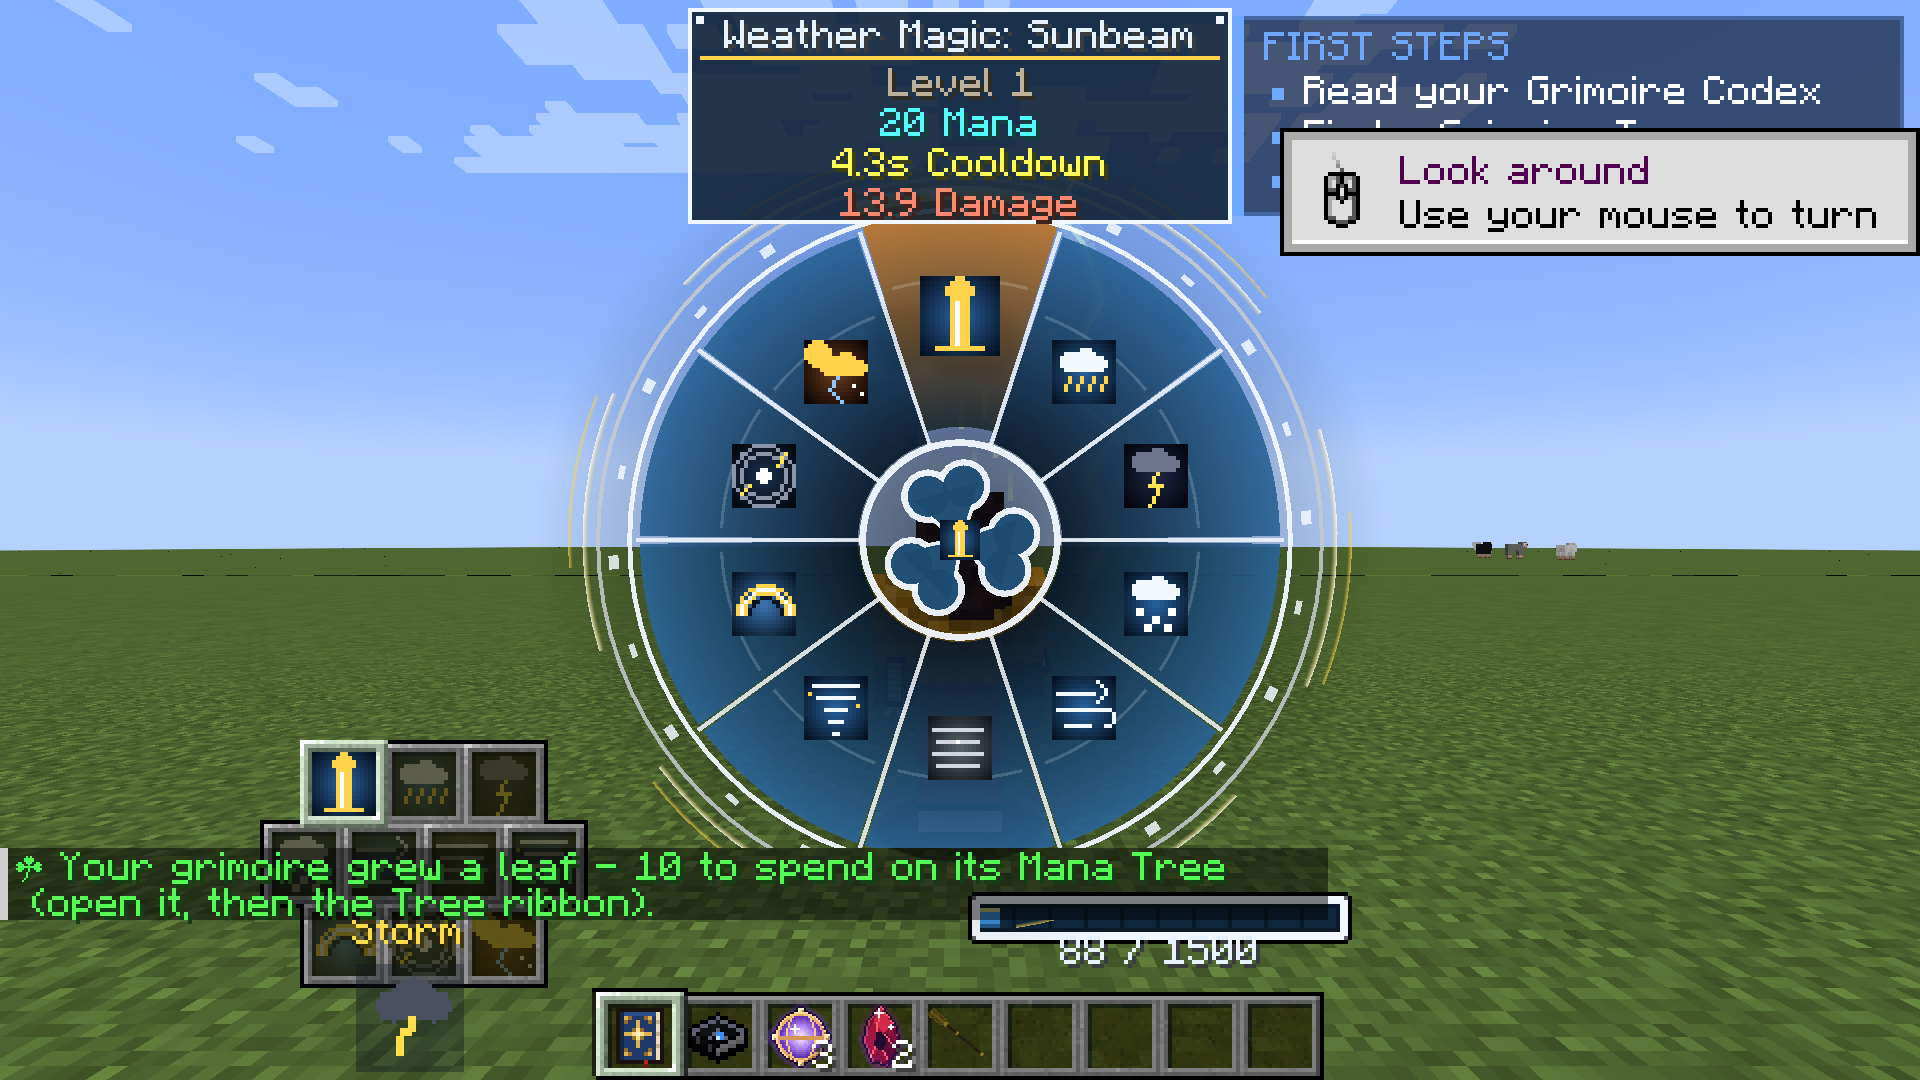 Weather Magic: Sunbeam
Level 1
20 Mana
4.3s Cooldown
13.9 Damage
FIRST STEPS
Read your Grimoire Codex
Look around
Use your mouse to turn
Your grimoire grew a leaf – 10 to spend on its Mana Tree
(open it, then the Tree ribbon).
Storm
88 / 1500
3
2